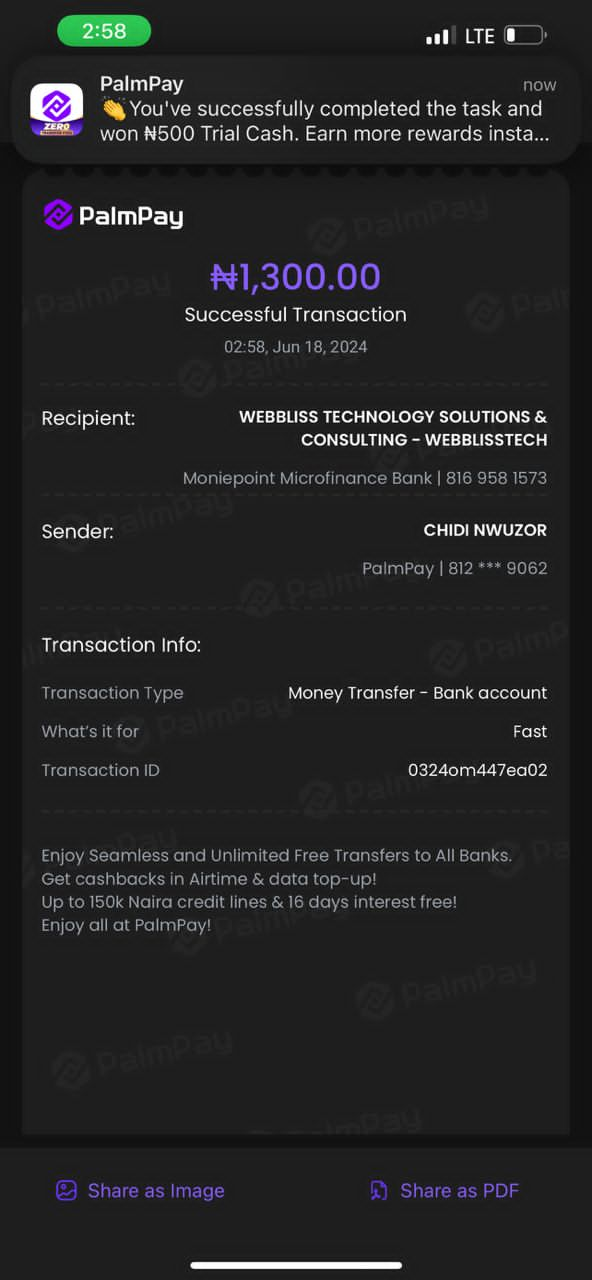 2:58
LTE
PalmPay
now
👏You've successfully completed the task and
won ₦500 Trial Cash. Earn more rewards insta...
ZERO
PalmPay
₦1,300.00
Successful Transaction
02:58, Jun 18, 2024
Recipient:
WEBBLISS TECHNOLOGY SOLUTIONS &
CONSULTING - WEBBLISSTECH
Moniepoint Microfinance Bank | 816 958 1573
Sender:
CHIDI NWUZOR
PalmPay | 812 *** 9062
Transaction Info:
Transaction Type
Money Transfer - Bank account
What's it for
Fast
Transaction ID
0324om447ea02
Enjoy Seamless and Unlimited Free Transfers to All Banks.
Get cashbacks in Airtime & data top-up!
Up to 150k Naira credit lines & 16 days interest free!
Enjoy all at PalmPay!
Share as Image
Share as PDF